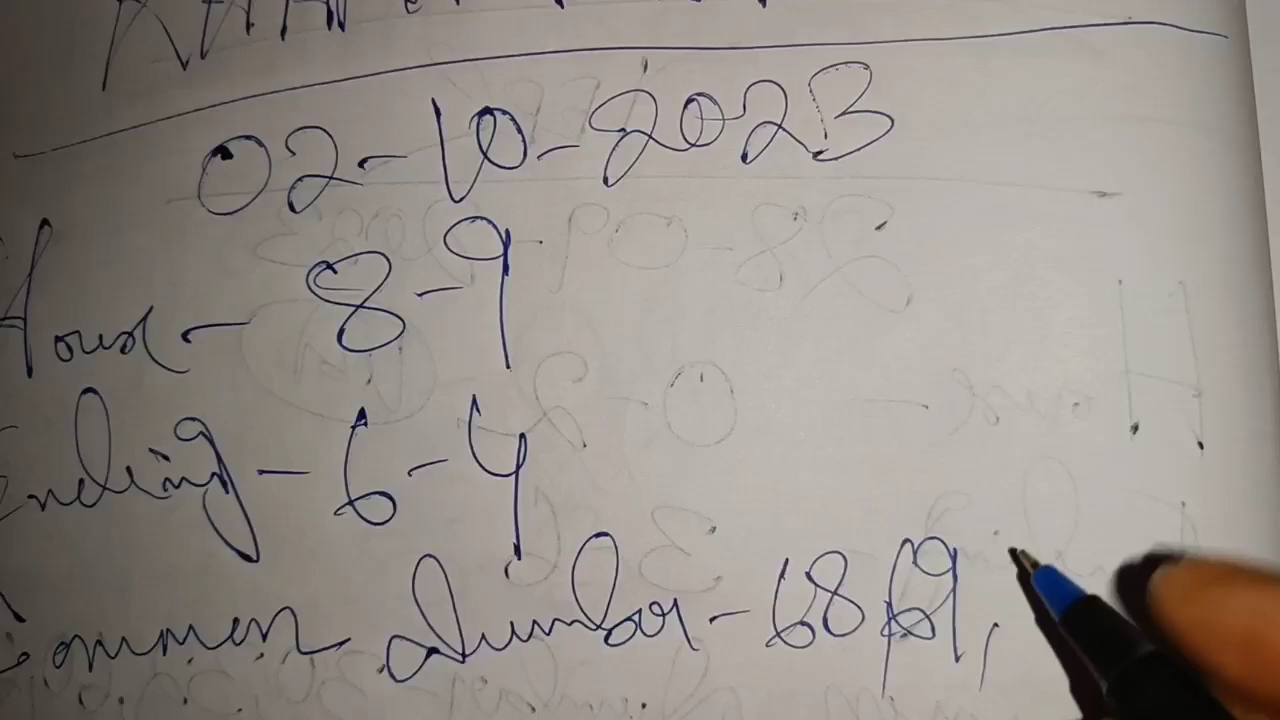 02-10-2023
House - 8-9
Ending - 6-4
Common Number - 68, 69,